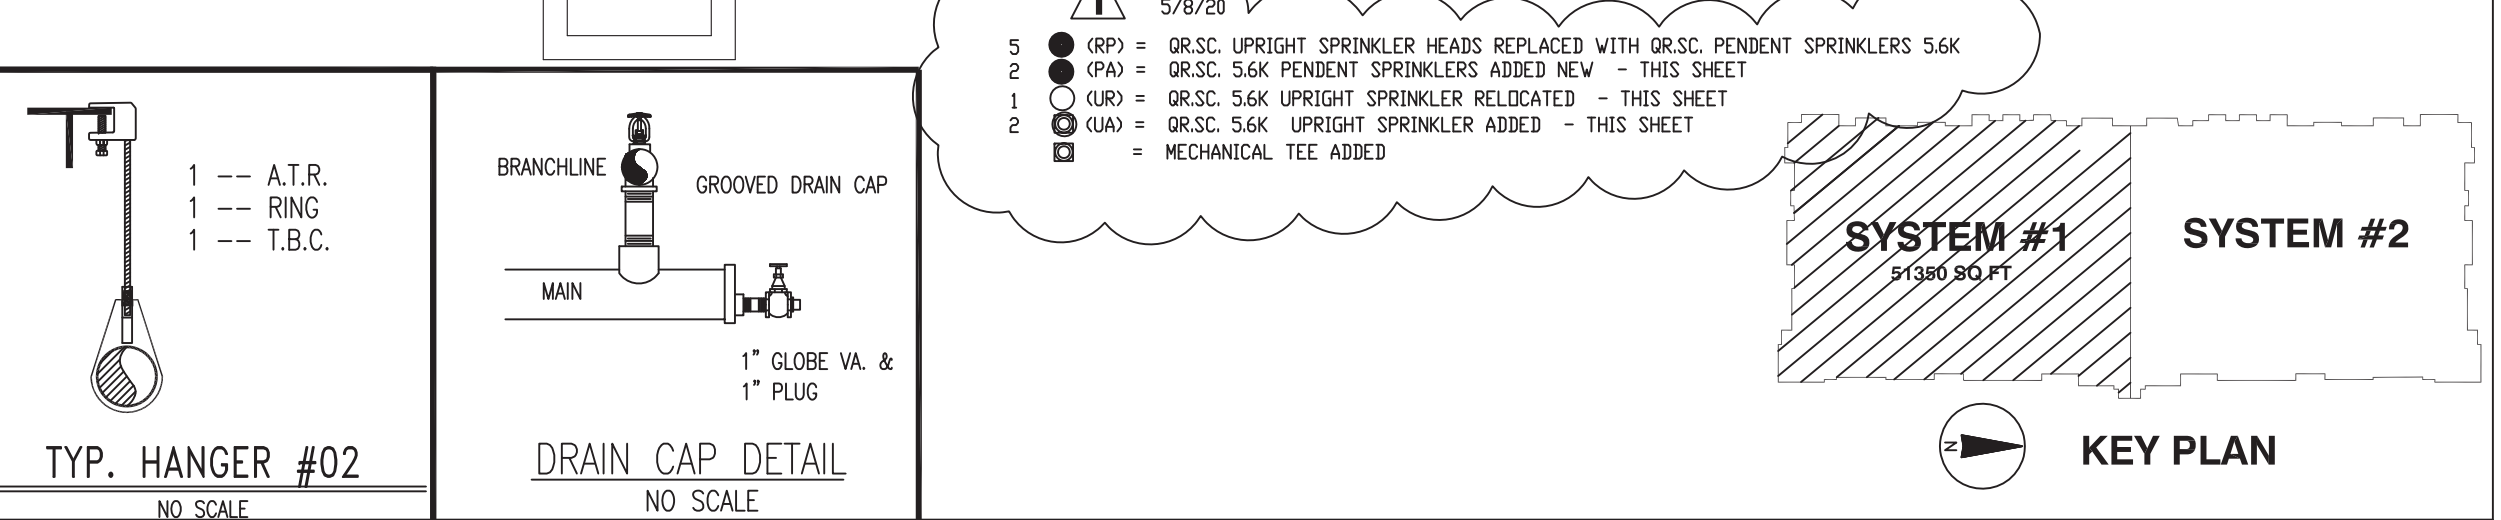 5/8/20
5 (RP) = QR.SC. UPRIGHT SPRINKLER HEADS REPLACED WITH QR.SC. PENDENT SPRINKLERS 5.6K
2 (PA) = QR.SC. 5.6K PENDENT SPRINKLERS ADDED NEW - THIS SHEET
1 (UR) = QR.SC. 5.6K UPRIGHT SPRINKLER RELOCATED - THIS SHEET
2 (UA) = QR.SC. 5.6K UPRIGHT SPRINKLER ADDED - THIS SHEET
= MECHANICAL TEE ADDED
1 -- A.T.R.
1 -- RING
1 -- T.B.C.
TYP. HANGER #02
NO SCALE
BRANCHLINE
GROOVED DRAIN CAP
MAIN
1" GLOBE VA. &
1" PLUG
DRAIN CAP DETAIL
NO SCALE
SYSTEM #1
51350 SQ FT
SYSTEM #2
N
KEY PLAN